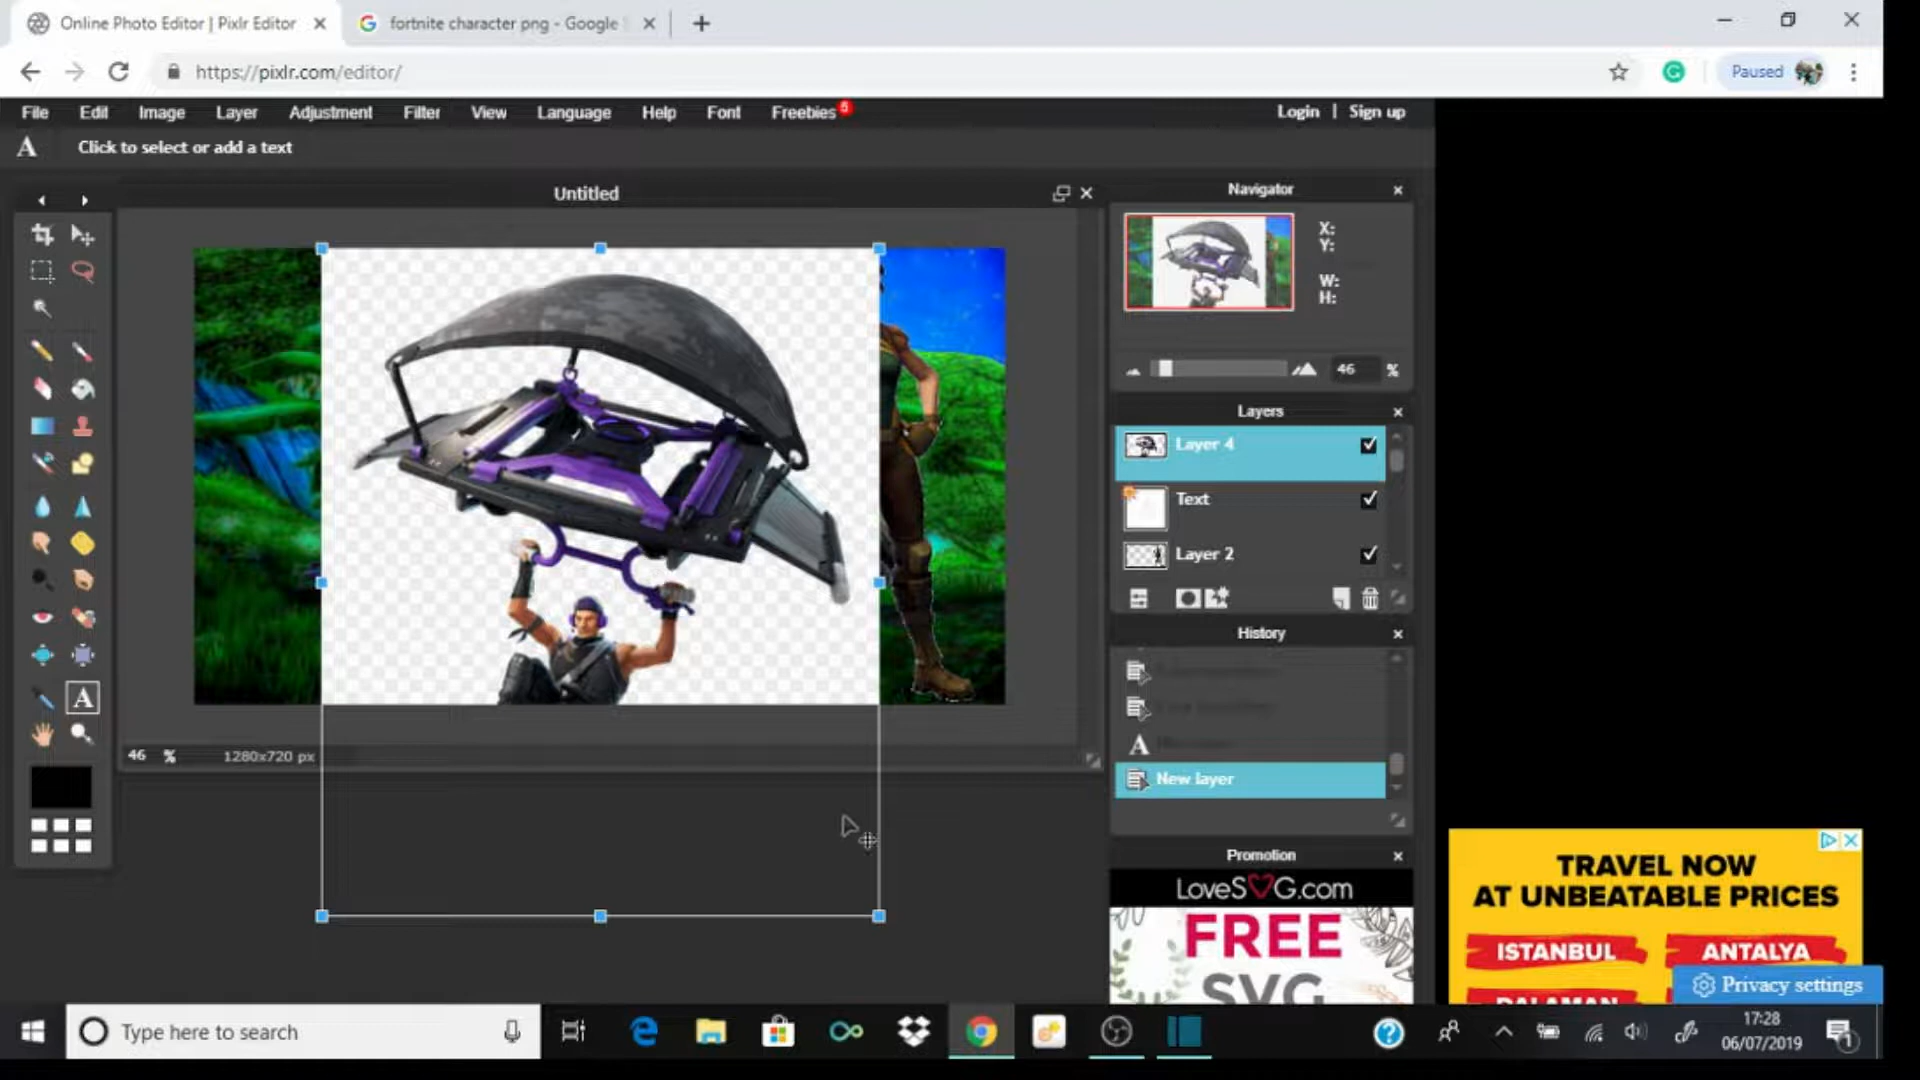 Online Photo Editor | Pixlr Editor
fortnite character png - Google
https://pixlr.com/editor/
Paused
File Edit Image Layer Adjustment Filter View Language Help Font Freebies 5
Login | Sign up
A Click to select or add a text
Untitled
Navigator
X:
Y:
W:
H:
46 %
Layers
Layer 4
Text
Layer 2
History
A
New layer
A
46 % 1280x720 px
Promotion
LoveSVG.com
FREE
SVG
TRAVEL NOW
AT UNBEATABLE PRICES
ISTANBUL ANTALYA
DALAMAN
Privacy settings
Type here to search
17:28
06/07/2019
1